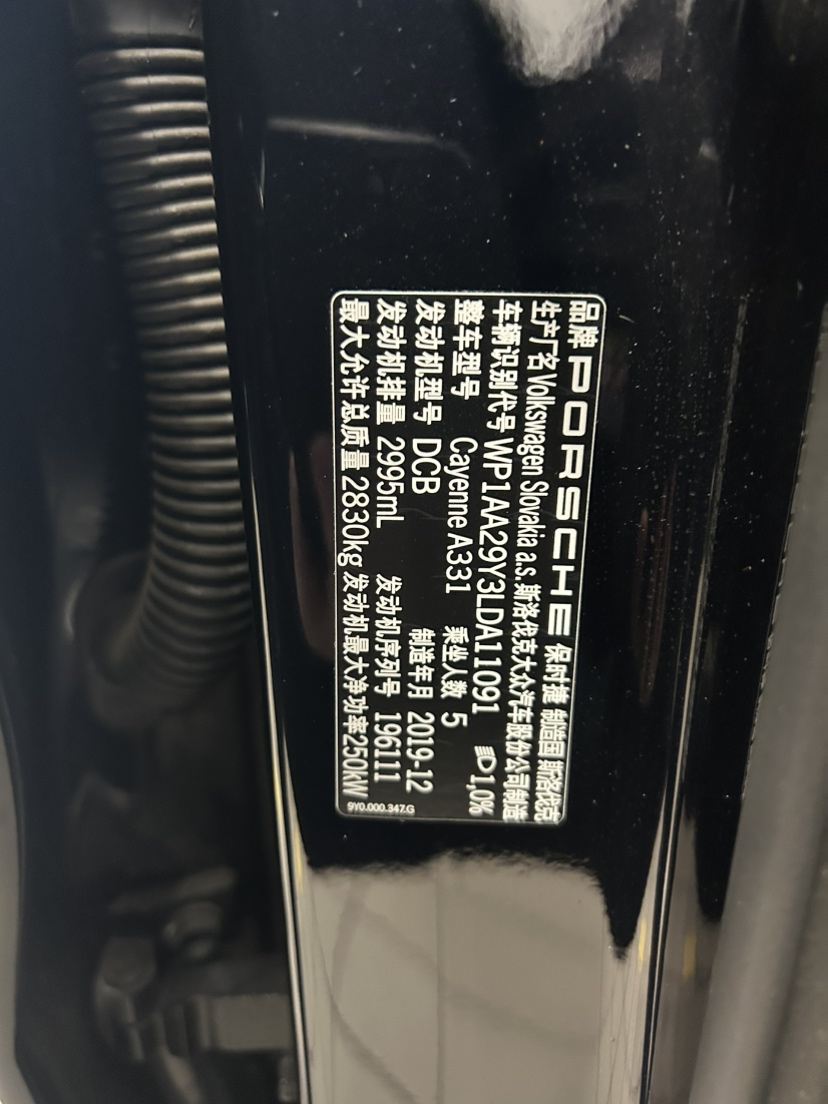 品牌 PORSCHE 保时捷 制造国 斯洛伐克
生产厂名 Volkswagen Slovakia a.s.斯洛伐克大众汽车股份公司制造
车辆识别代号 WP1AA29Y3LDA11091 1,0%
整车型号 Cayenne A331 乘坐人数 5
发动机型号 DCB 制造年月 2019-12
发动机排量 2995mL 发动机序列号 196111
最大允许总质量 2830kg 发动机最大净功率250kW
9Y0.000.347.G